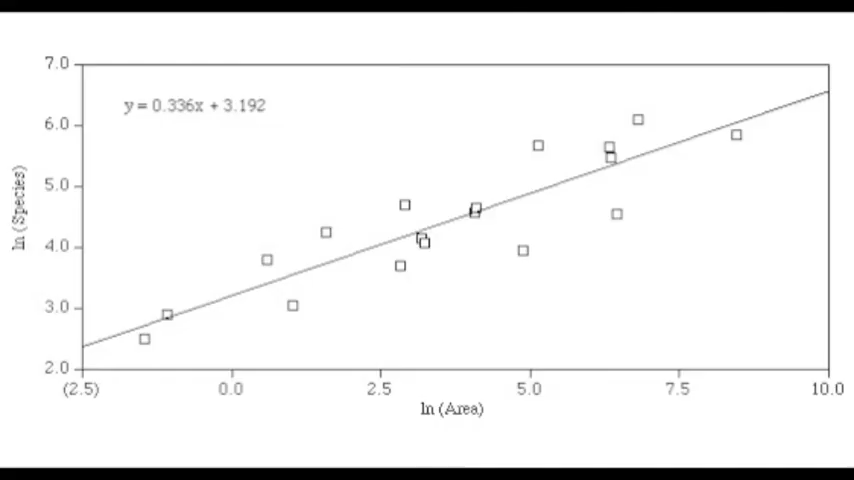 7.0
y = 0.336x + 3.192
6.0
5.0
ln (Species)
4.0
3.0
2.0
(2.5) 0.0 2.5 5.0 7.5 10.0
ln (Area)